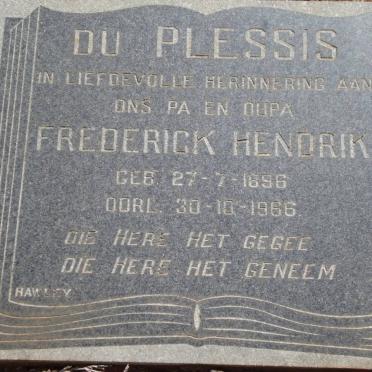 DU PLESSIS
IN LIEFDEVOLLE HERINNERING AAN
ONS PA EN OUPA
FREDERICK HENDRIK
GEB. 27-7-1896
OORL. 30-10-1966
DIE HERE HET GEGEE
DIE HERE HET GENEEM